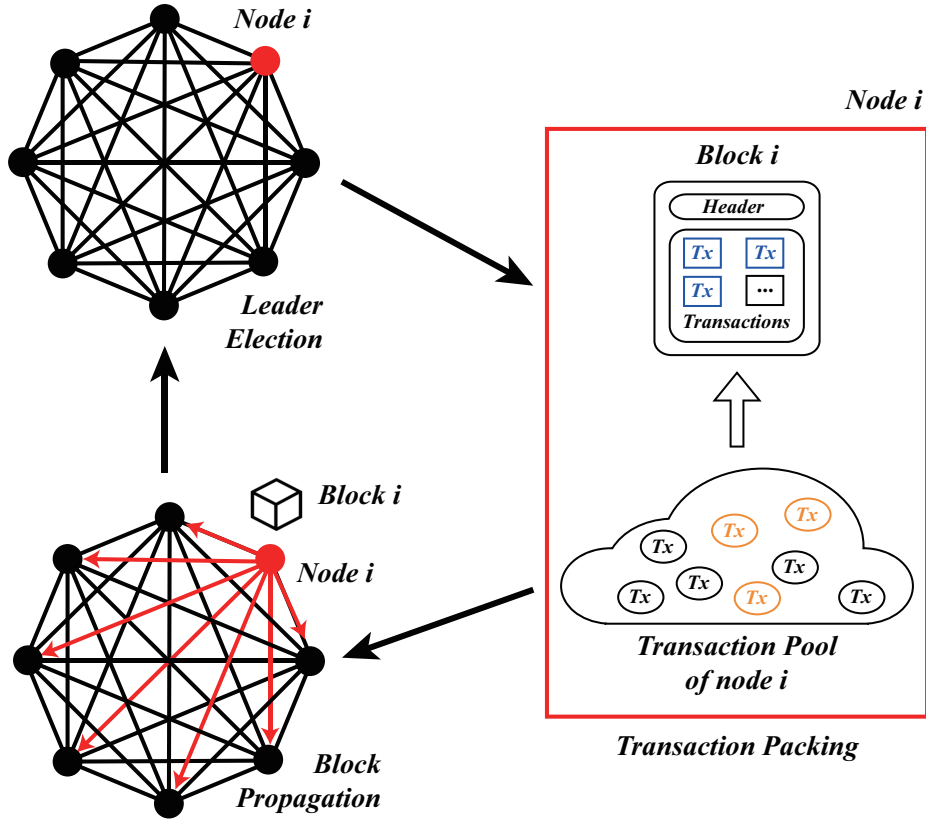 Node i
Leader
Election
Node i
Block i
Header
Tx
Tx
Tx
...
Transactions
Tx
Tx
Tx
Tx
Tx
Tx
Tx
Tx
Transaction Pool
of node i
Transaction Packing
Block i
Node i
Block
Propagation